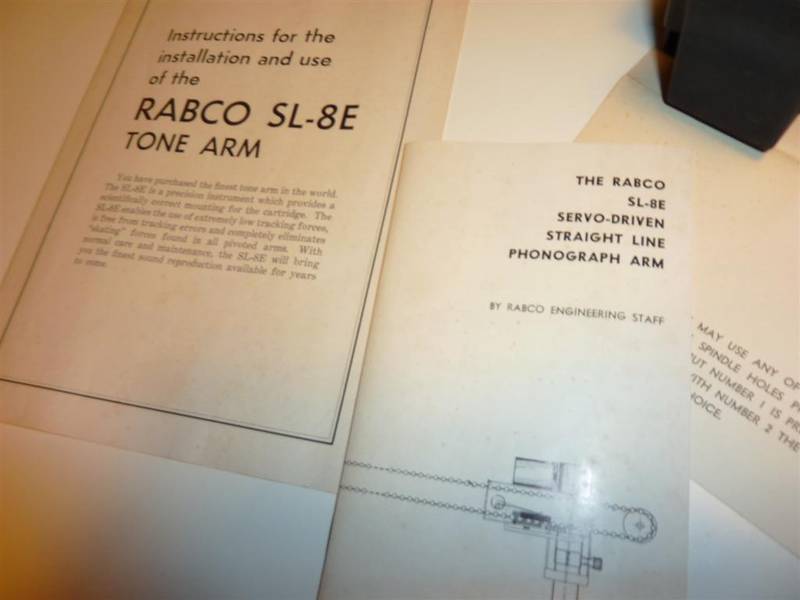 Instructions for the
installation and use
of the
RABCO SL-8E
TONE ARM
You have purchased the finest tone arm in the world.
The SL-8E is a precision instrument which provides a
scientifically correct mounting for the cartridge. The
SL-8E enables the use of extremely low tracking forces,
is free from tracking errors and completely eliminates
"skating" forces found in all pivoted arms. With
normal care and maintenance, the SL-8E will bring
you the finest sound reproduction available for years
to come.
THE RABCO
SL-8E
SERVO-DRIVEN
STRAIGHT LINE
PHONOGRAPH ARM
BY RABCO ENGINEERING STAFF
MAY USE ANY OF
SPINDLE HOLES
NUMBER 1 IS
NUMBER 2 THE